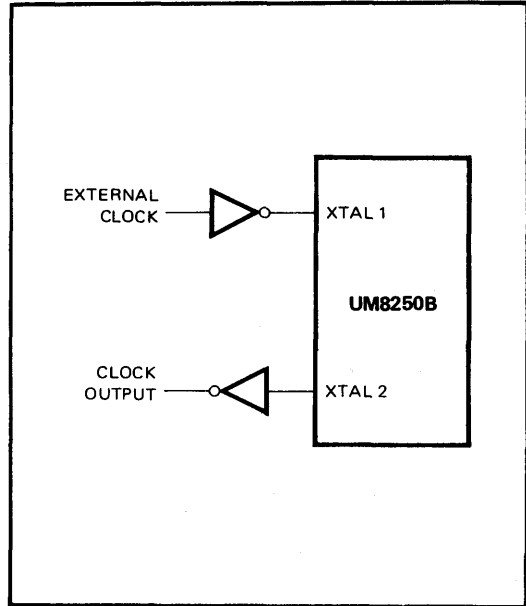 EXTERNAL
CLOCK
XTAL 1
UM8250B
CLOCK
OUTPUT
XTAL 2